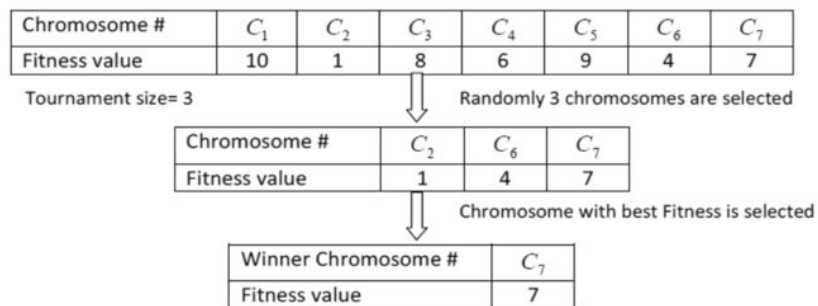 Chromosome # C₁ C₂ C₃ C₄ C₅ C₆ C₇
Fitness value 10 1 8 6 9 4 7
Tournament size= 3 Randomly 3 chromosomes are selected
Chromosome # C₂ C₆ C₇
Fitness value 1 4 7
Chromosome with best Fitness is selected
Winner Chromosome # C₇
Fitness value 7